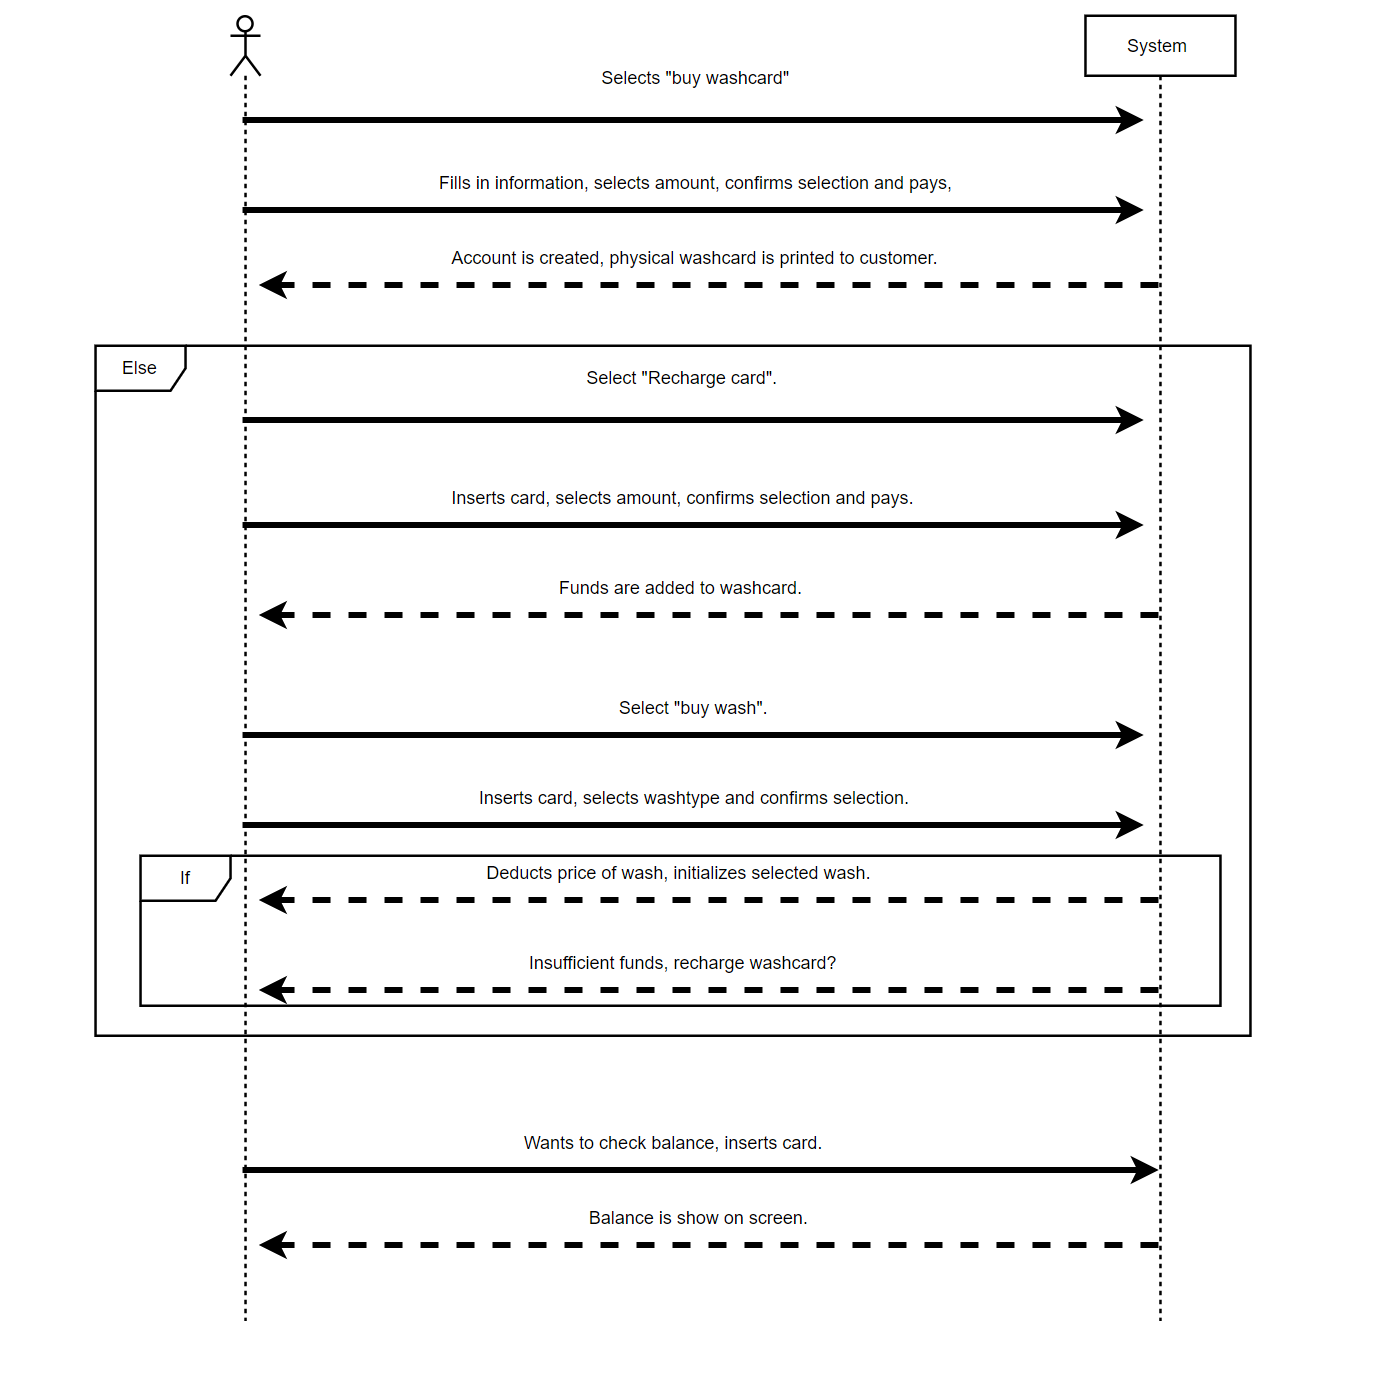 System
Selects "buy washcard"
Fills in information, selects amount, confirms selection and pays,
Account is created, physical washcard is printed to customer.
Else
Select "Recharge card".
Inserts card, selects amount, confirms selection and pays.
Funds are added to washcard.
Select "buy wash".
Inserts card, selects washtype and confirms selection.
If
Deducts price of wash, initializes selected wash.
Insufficient funds, recharge washcard?
Wants to check balance, inserts card.
Balance is show on screen.